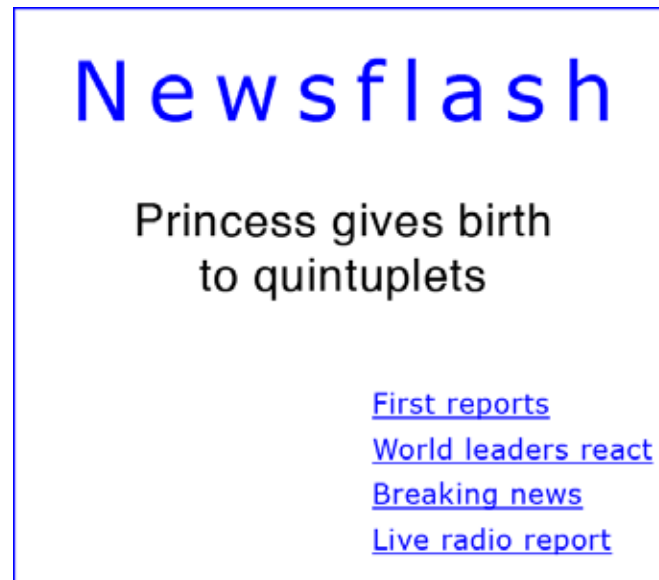 Newsflash
Princess gives birth
to quintuplets
First reports
World leaders react
Breaking news
Live radio report